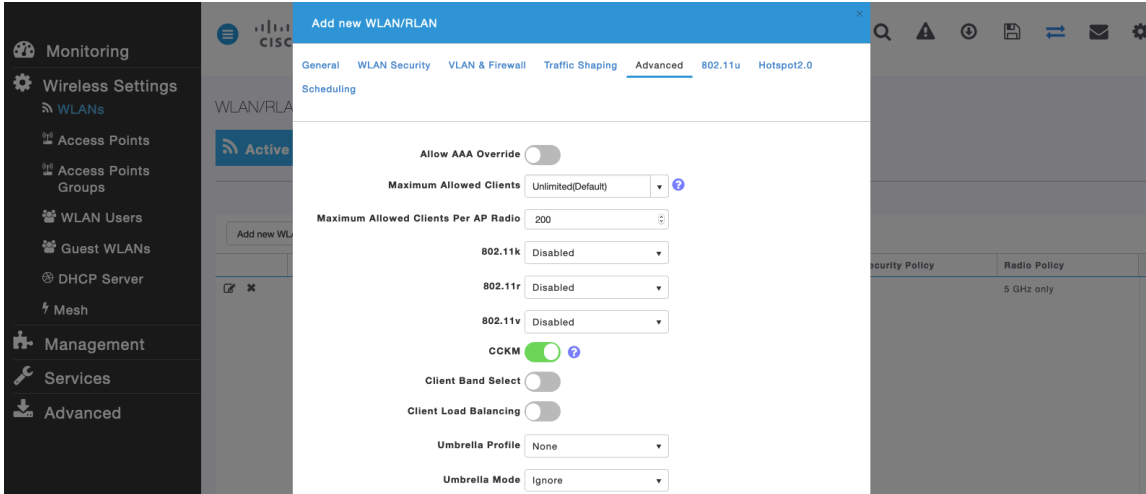 Monitoring
Wireless Settings
WLANs
Access Points
Access Points
Groups
WLAN Users
Guest WLANs
DHCP Server
Mesh
Management
Services
Advanced
CISC
WLAN/RLA
Active
Add new WL
Add new WLAN/RLAN
General WLAN Security VLAN & Firewall Traffic Shaping Advanced 802.11u Hotspot2.0
Scheduling
Allow AAA Override
Maximum Allowed Clients Unlimited(Default)
Maximum Allowed Clients Per AP Radio 200
802.11k Disabled
802.11r Disabled
802.11v Disabled
CCKM
Client Band Select
Client Load Balancing
Umbrella Profile None
Umbrella Mode Ignore
ecurity Policy Radio Policy
5 GHz only